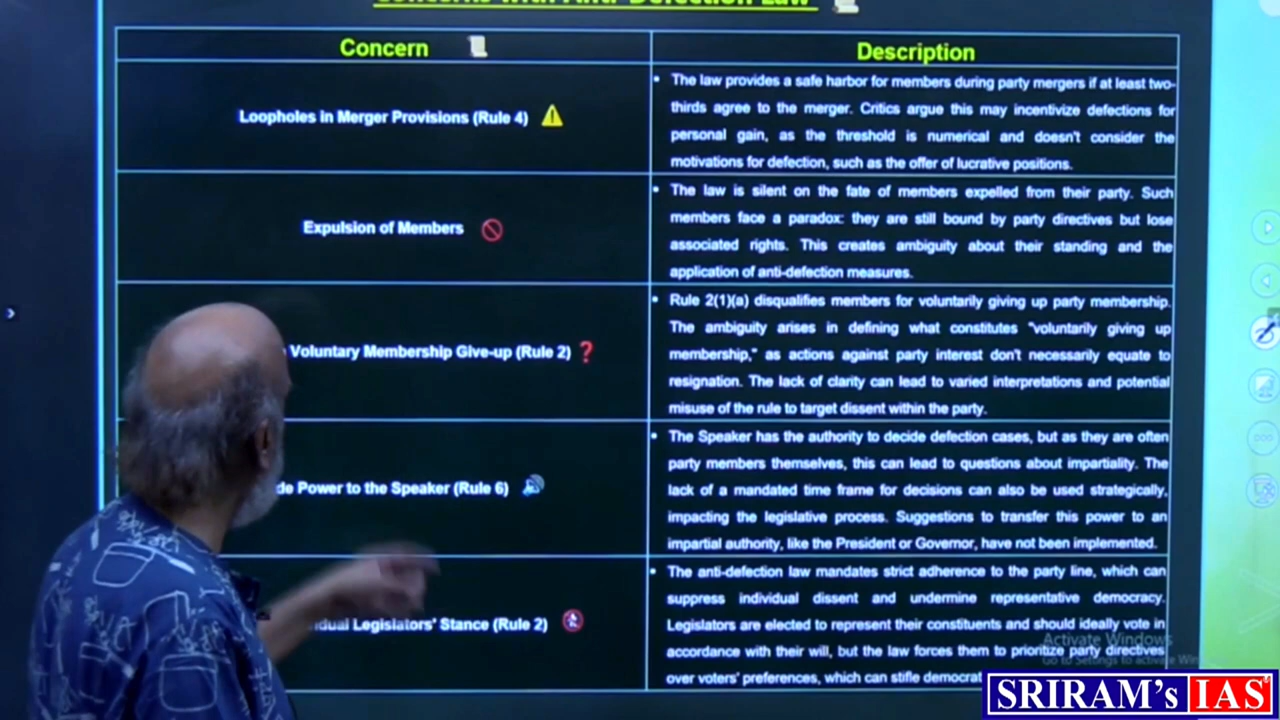 Concerns with Anti-Defection Law
Concern
Description
Loopholes in Merger Provisions (Rule 4)
• The law provides a safe harbor for members during party mergers if at least two-
thirds agree to the merger. Critics argue this may incentivize defections for
personal gain, as the threshold is numerical and doesn't consider the
motivations for defection, such as the offer of lucrative positions.
Expulsion of Members
• The law is silent on the fate of members expelled from their party. Such
members face a paradox: they are still bound by party directives but lose
associated rights. This creates ambiguity about their standing and the
application of anti-defection measures.
Voluntary Membership Give-up (Rule 2)
• Rule 2(1)(a) disqualifies members for voluntarily giving up party membership.
The ambiguity arises in defining what constitutes "voluntarily giving up
membership," as actions against party interest don't necessarily equate to
resignation. The lack of clarity can lead to varied interpretations and potential
misuse of the rule to target dissent within the party.
Power to the Speaker (Rule 6)
• The Speaker has the authority to decide defection cases, but as they are often
party members themselves, this can lead to questions about impartiality. The
lack of a mandated time frame for decisions can also be used strategically,
impacting the legislative process. Suggestions to transfer this power to an
impartial authority, like the President or Governor, have not been implemented.
Legislators' Stance (Rule 2)
• The anti-defection law mandates strict adherence to the party line, which can
suppress individual dissent and undermine representative democracy.
Legislators are elected to represent their constituents and should ideally vote in
accordance with their will, but the law forces them to prioritize party directives
over voters' preferences, which can stifle
Activate Windows
Go to Settings to activate
SRIRAM's IAS